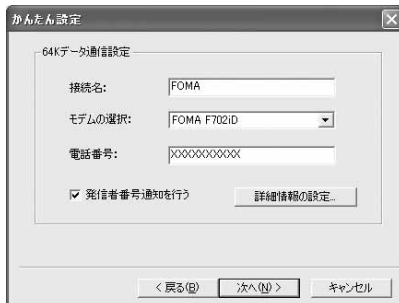 かんたん設定
64Kデータ通信設定
接続名: FOMA
モデムの選択: FOMA F702iD
電話番号: XXXXXXXXXX
発信者番号通知を行う 詳細情報の設定...
< 戻る(B) 次へ(N) > キャンセル